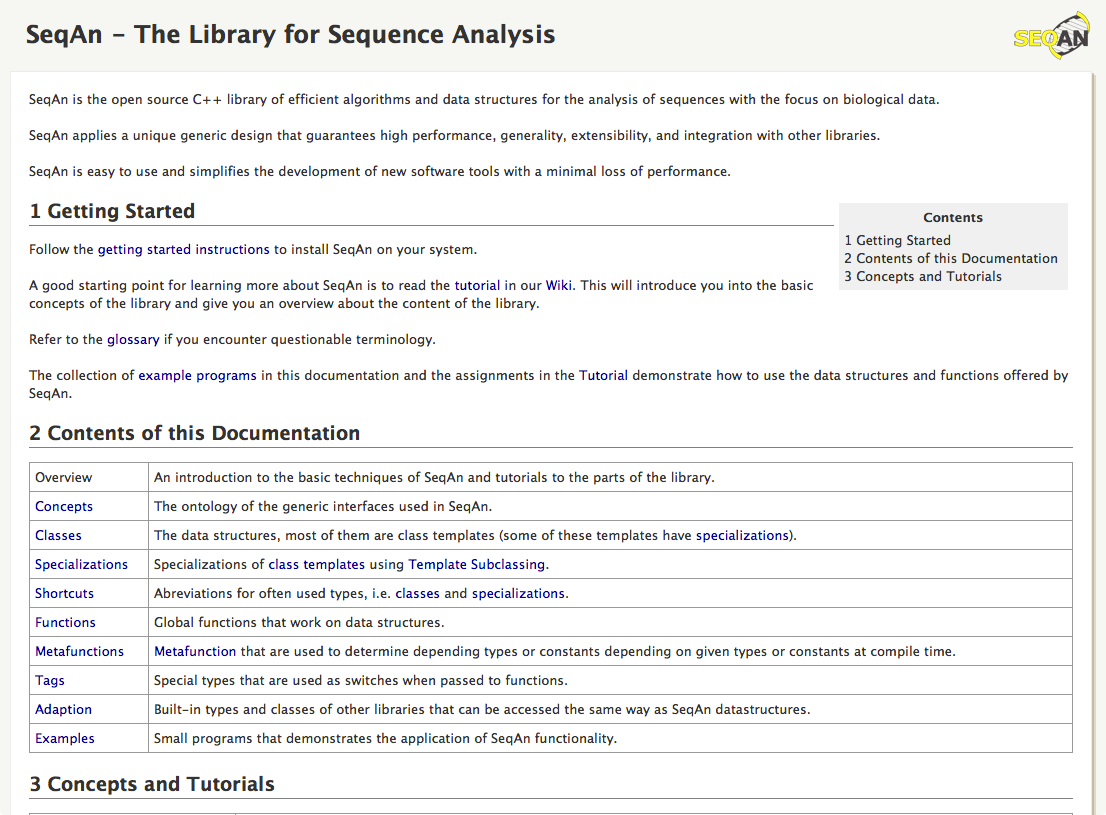 SeqAn – The Library for Sequence Analysis
SEQAN
SeqAn is the open source C++ library of efficient algorithms and data structures for the analysis of sequences with the focus on biological data.
SeqAn applies a unique generic design that guarantees high performance, generality, extensibility, and integration with other libraries.
SeqAn is easy to use and simplifies the development of new software tools with a minimal loss of performance.
1 Getting Started
Contents
1 Getting Started
2 Contents of this Documentation
3 Concepts and Tutorials
Follow the getting started instructions to install SeqAn on your system.
A good starting point for learning more about SeqAn is to read the tutorial in our Wiki. This will introduce you into the basic
concepts of the library and give you an overview about the content of the library.
Refer to the glossary if you encounter questionable terminology.
The collection of example programs in this documentation and the assignments in the Tutorial demonstrate how to use the data structures and functions offered by
SeqAn.
2 Contents of this Documentation
Overview An introduction to the basic techniques of SeqAn and tutorials to the parts of the library.
Concepts The ontology of the generic interfaces used in SeqAn.
Classes The data structures, most of them are class templates (some of these templates have specializations).
Specializations Specializations of class templates using Template Subclassing.
Shortcuts Abreviations for often used types, i.e. classes and specializations.
Functions Global functions that work on data structures.
Metafunctions Metafunction that are used to determine depending types or constants depending on given types or constants at compile time.
Tags Special types that are used as switches when passed to functions.
Adaption Built-in types and classes of other libraries that can be accessed the same way as SeqAn datastructures.
Examples Small programs that demonstrates the application of SeqAn functionality.
3 Concepts and Tutorials